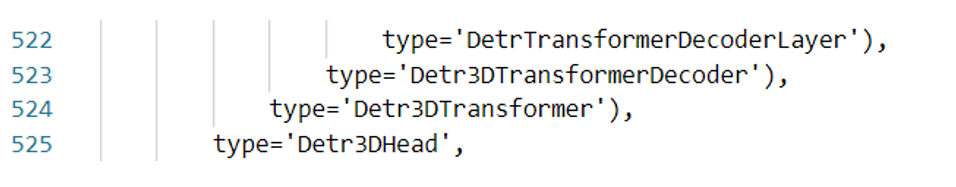 522 type='DetrTransformerDecoderLayer'),
523 type='Detr3DTransformerDecoder'),
524 type='Detr3DTransformer'),
525 type='Detr3DHead',